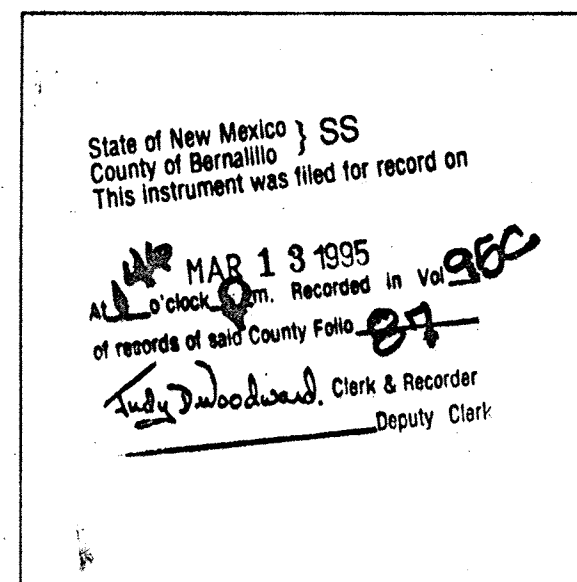 State of New Mexico } SS
County of Bernalillo
This instrument was filed for record on
MAR 13 1995
At o'clock m. Recorded in Vol 95C
of records of said County Folio 87
Judy D. Woodward, Clerk & Recorder
Deputy Clerk